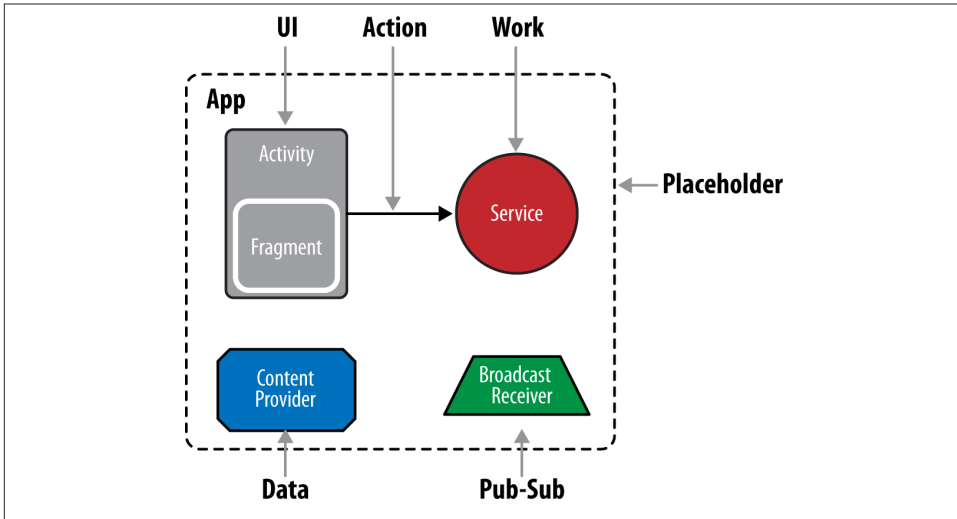 UI
Action
Work
App
Activity
Placeholder
Service
Fragment
Content
Provider
Broadcast
Receiver
Data
Pub-Sub